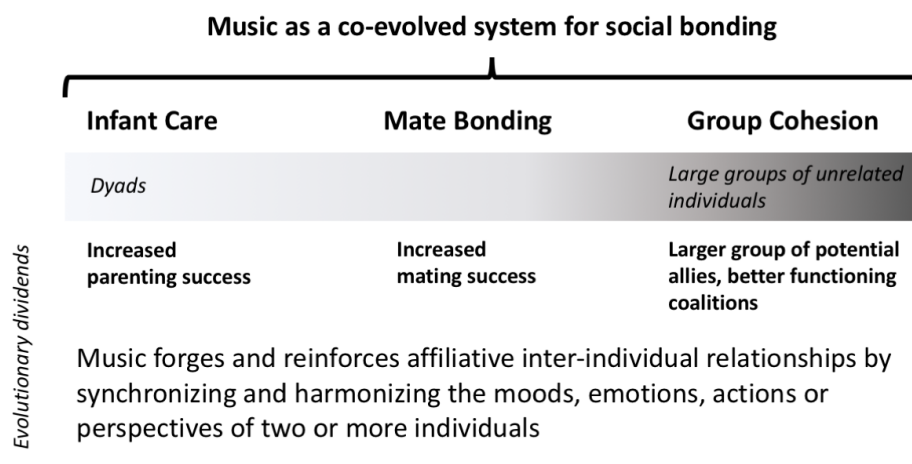 Music as a co-evolved system for social bonding
Infant Care
Mate Bonding
Group Cohesion
Dyads
Large groups of unrelated
individuals
Evolutionary dividends
Increased
parenting success
Increased
mating success
Larger group of potential
allies, better functioning
coalitions
Music forges and reinforces affiliative inter-individual relationships by
synchronizing and harmonizing the moods, emotions, actions or
perspectives of two or more individuals